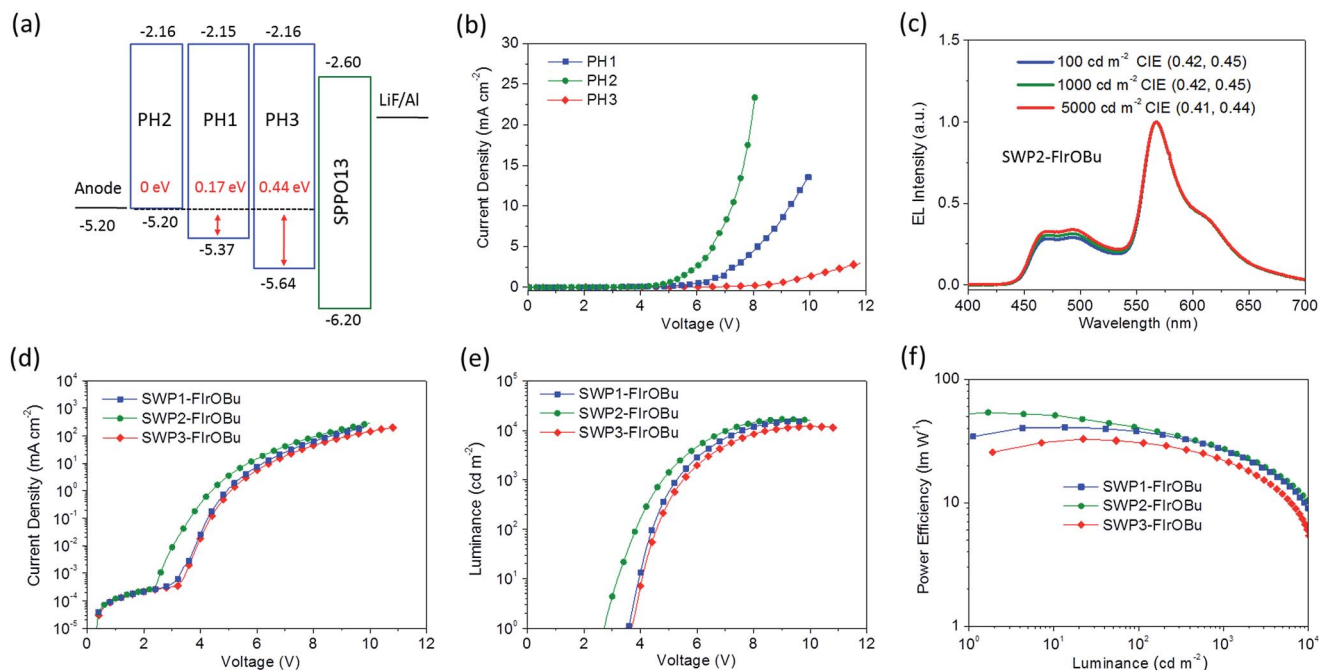 (a)
-2.16 -2.15 -2.16
-2.60
LiF/Al
PH2 PH1 PH3
SPPO13
Anode
0 eV 0.17 eV 0.44 eV
-5.20 -5.20
-5.37
-5.64
-6.20
(b)
30
25
20
15
10
5
0
Current Density (mA cm-2)
PH1
PH2
PH3
0 2 4 6 8 10 12
Voltage (V)
(c)
1.0
0.5
0.0
EL Intensity (a.u.)
100 cd m-2 CIE (0.42, 0.45)
1000 cd m-2 CIE (0.42, 0.45)
5000 cd m-2 CIE (0.41, 0.44)
SWP2-FIrOBu
400 450 500 550 600 650 700
Wavelength (nm)
(d)
10^4
10^3
10^2
10^1
10^0
10^-1
10^-2
10^-3
10^-4
10^-5
Current Density (mA cm-2)
SWP1-FIrOBu
SWP2-FIrOBu
SWP3-FIrOBu
0 2 4 6 8 10 12
Voltage (V)
(e)
10^5
10^4
10^3
10^2
10^1
10^0
Luminance (cd m-2)
SWP1-FIrOBu
SWP2-FIrOBu
SWP3-FIrOBu
0 2 4 6 8 10 12
Voltage (V)
(f)
100
10
1
Power Efficiency (lm W-1)
SWP1-FIrOBu
SWP2-FIrOBu
SWP3-FIrOBu
10^0 10^1 10^2 10^3 10^4
Luminance (cd m-2)